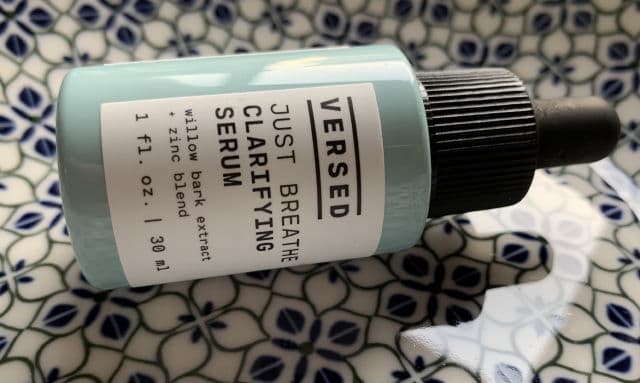 VERSED
JUST BREATHE
CLARIFYING
SERUM
willow bark extract
+ zinc blend
1 fl. oz. | 30 ml